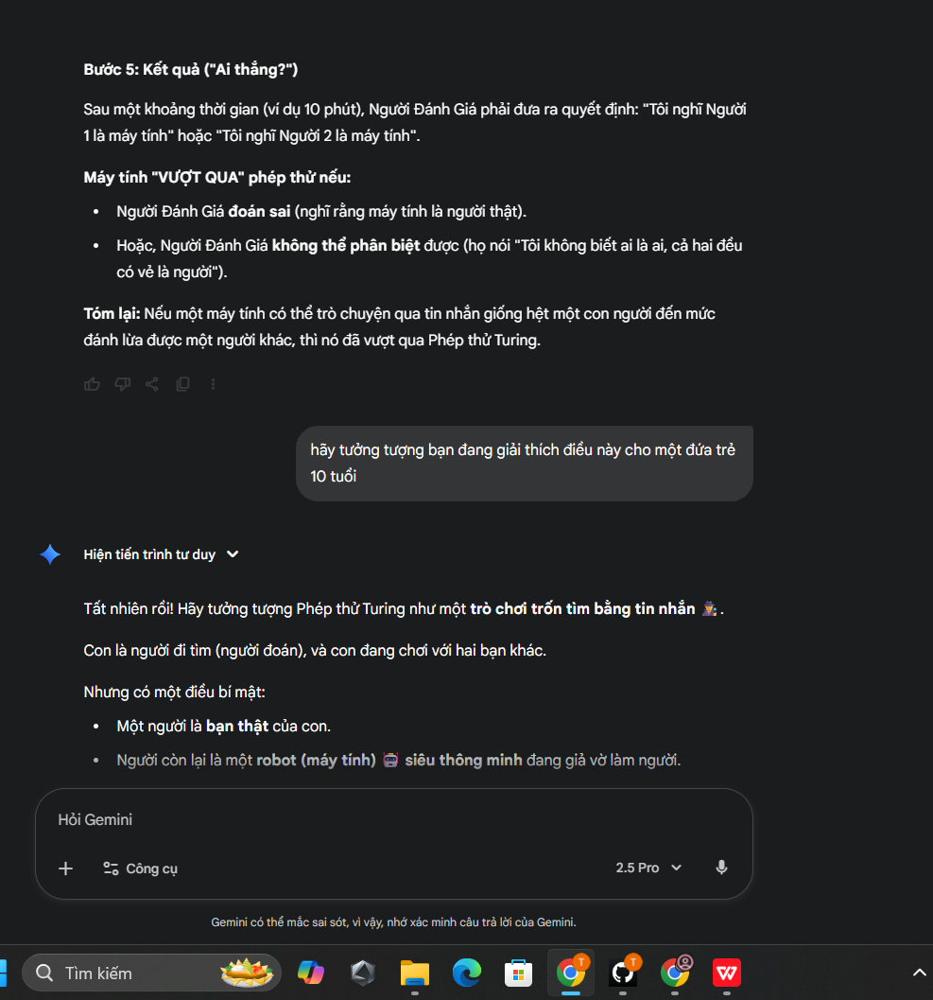 Bước 5: Kết quả ("Ai thắng?")
Sau một khoảng thời gian (ví dụ 10 phút), Người Đánh Giá phải đưa ra quyết định: "Tôi nghĩ Người
1 là máy tính" hoặc "Tôi nghĩ Người 2 là máy tính".
Máy tính "VƯỢT QUA" phép thử nếu:
• Người Đánh Giá đoán sai (nghĩ rằng máy tính là người thật).
• Hoặc, Người Đánh Giá không thể phân biệt được (họ nói "Tôi không biết ai là ai, cả hai đều
có vẻ là người").
Tóm lại: Nếu một máy tính có thể trò chuyện qua tin nhắn giống hệt một con người đến mức
đánh lừa được một người khác, thì nó đã vượt qua Phép thử Turing.
hãy tưởng tượng bạn đang giải thích điều này cho một đứa trẻ
10 tuổi
Hiện tiến trình tư duy
Tất nhiên rồi! Hãy tưởng tượng Phép thử Turing như một trò chơi trốn tìm bằng tin nhắn 🕵️.
Con là người đi tìm (người đoán), và con đang chơi với hai bạn khác.
Nhưng có một điều bí mật:
• Một người là bạn thật của con.
• Người còn lại là một robot (máy tính) 🤖 siêu thông minh đang giả vờ làm người.
Hỏi Gemini
Công cụ
2.5 Pro
Gemini có thể mắc sai sót, vì vậy, nhớ xác minh câu trả lời của Gemini.
Tìm kiếm
T
T
W